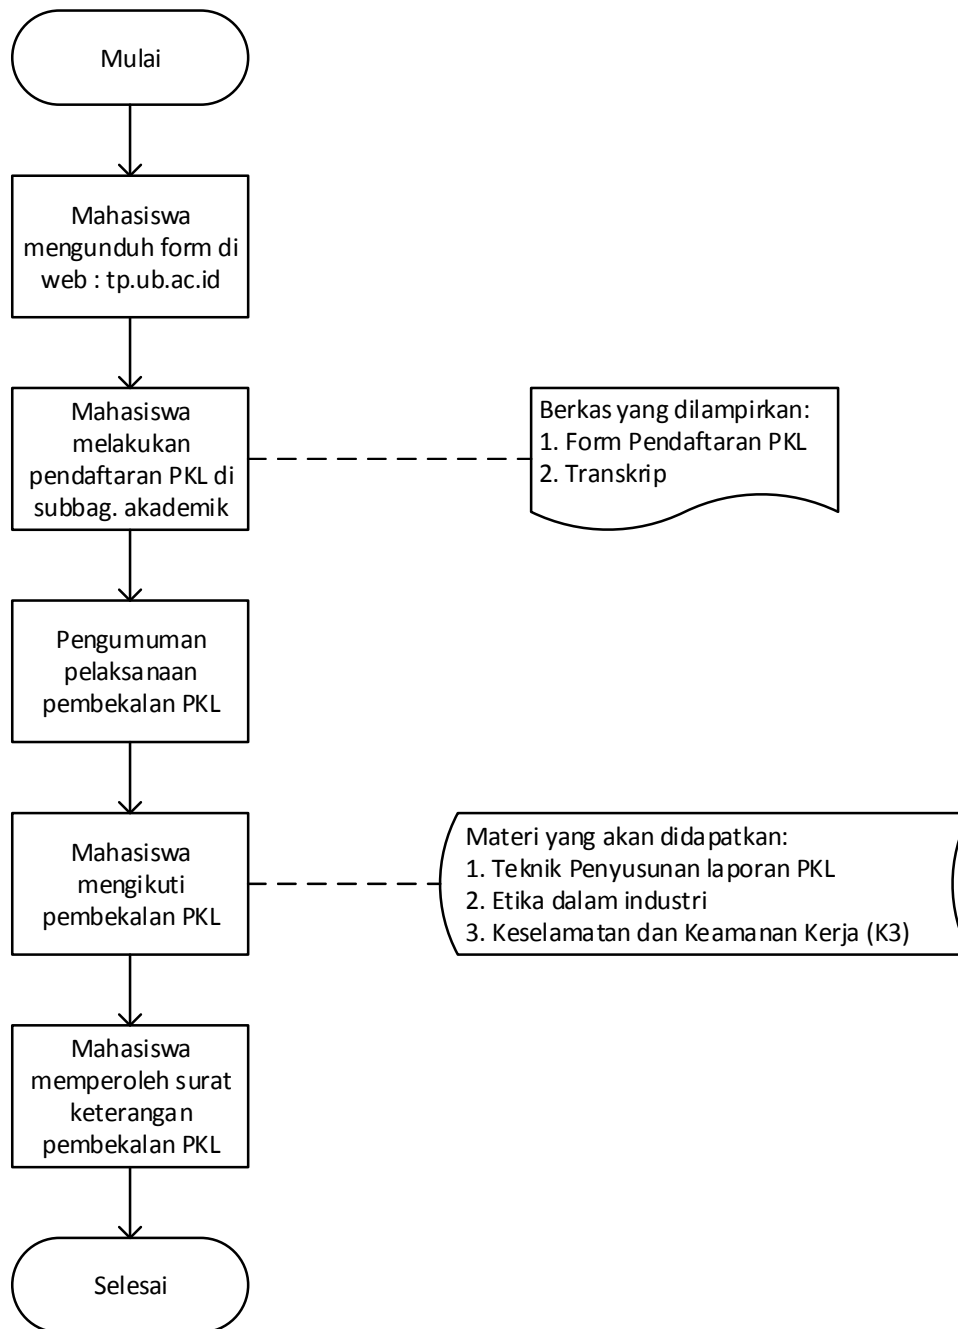 Mulai
Mahasiswa
mengunduh form di
web : tp.ub.ac.id
Mahasiswa
melakukan
pendaftaran PKL di
subbag. akademik
Berkas yang dilampirkan:
1. Form Pendaftaran PKL
2. Transkrip
Pengumuman
pelaksanaan
pembekalan PKL
Mahasiswa
mengikuti
pembekalan PKL
Materi yang akan didapatkan:
1. Teknik Penyusunan laporan PKL
2. Etika dalam industri
3. Keselamatan dan Keamanan Kerja (K3)
Mahasiswa
memperoleh surat
keterangan
pembekalan PKL
Selesai